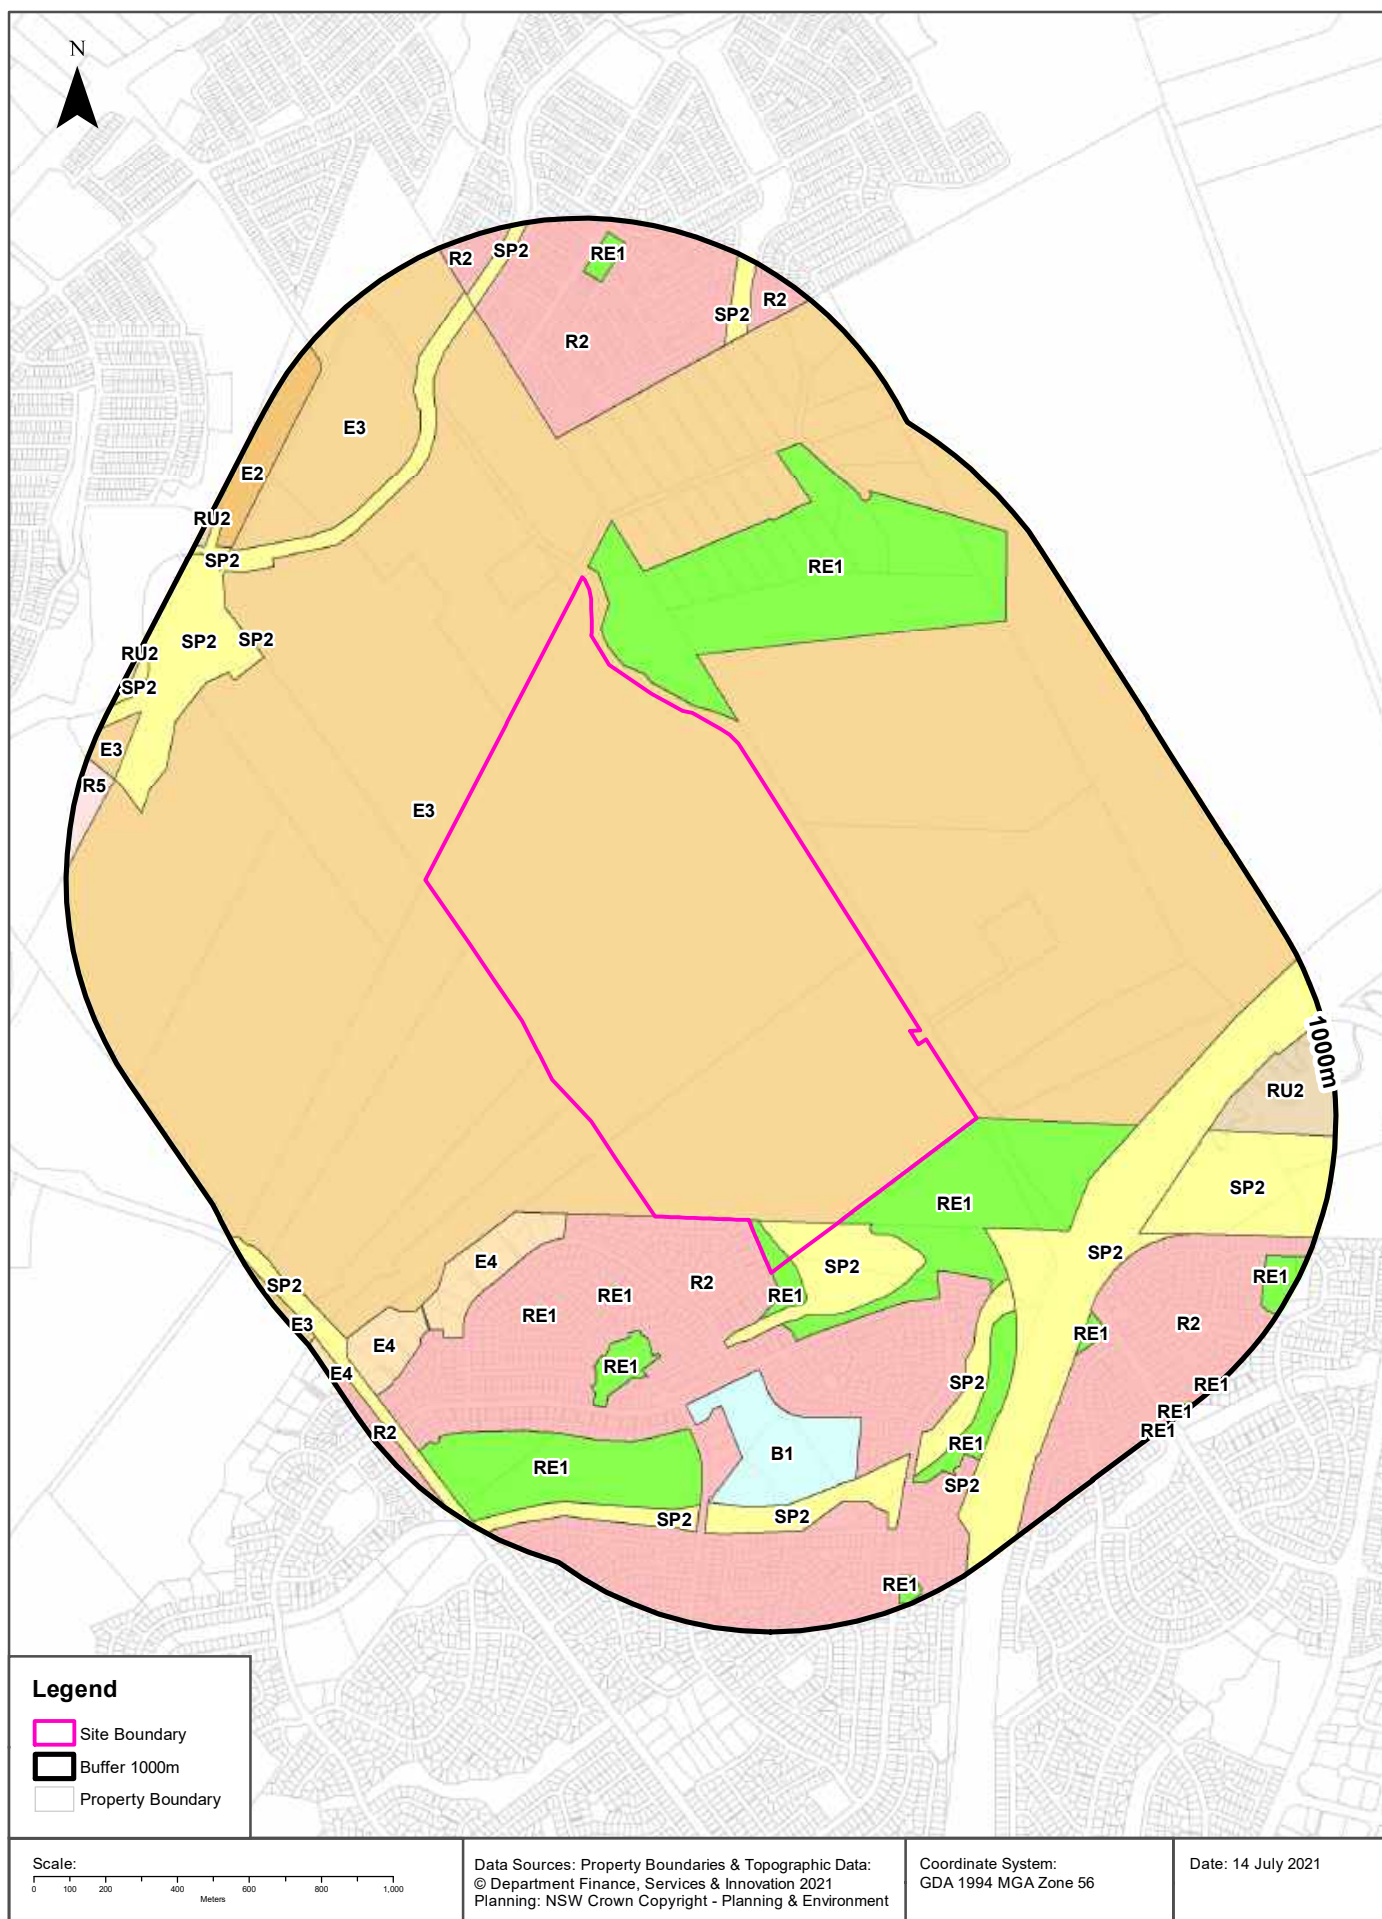 N
R2
SP2
RE1
R2
SP2
R2
E3
E2
RU2
SP2
RE1
SP2
SP2
RU2
SP2
E3
R5
E3
1000m
RU2
SP2
RE1
SP2
E4
R2
SP2
RE1
SP2
RE1
RE1
RE1
E3
R2
RE1
E4
E4
RE1
SP2
RE1
RE1
RE1
R2
RE1
RE1
B1
SP2
SP2
SP2
RE1
Legend
Site Boundary
Buffer 1000m
Property Boundary
Scale:
0 100 200 400 600 800 1,000
Meters
Data Sources: Property Boundaries & Topographic Data:
© Department Finance, Services & Innovation 2021
Planning: NSW Crown Copyright - Planning & Environment
Coordinate System:
GDA 1994 MGA Zone 56
Date: 14 July 2021